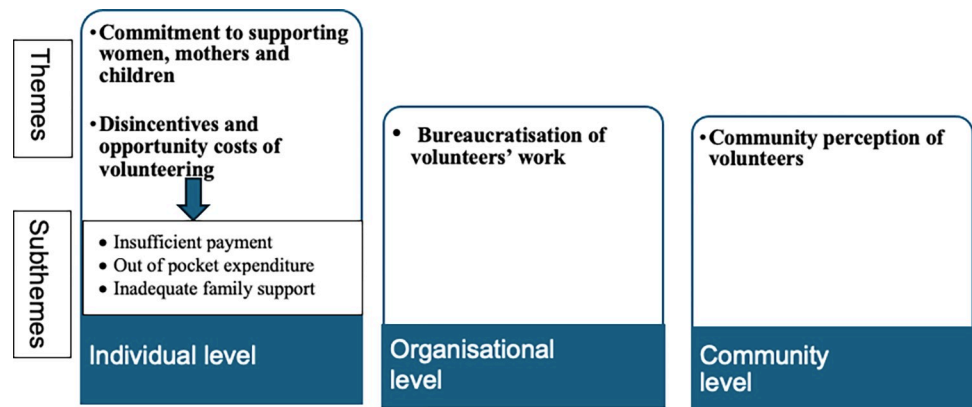 Themes
• Commitment to supporting
women, mothers and
children
• Disincentives and
opportunity costs of
volunteering
Subthemes
• Insufficient payment
• Out of pocket expenditure
• Inadequate family support
Individual level
• Bureaucratisation of
volunteers' work
Organisational
level
• Community perception of
volunteers
Community
level